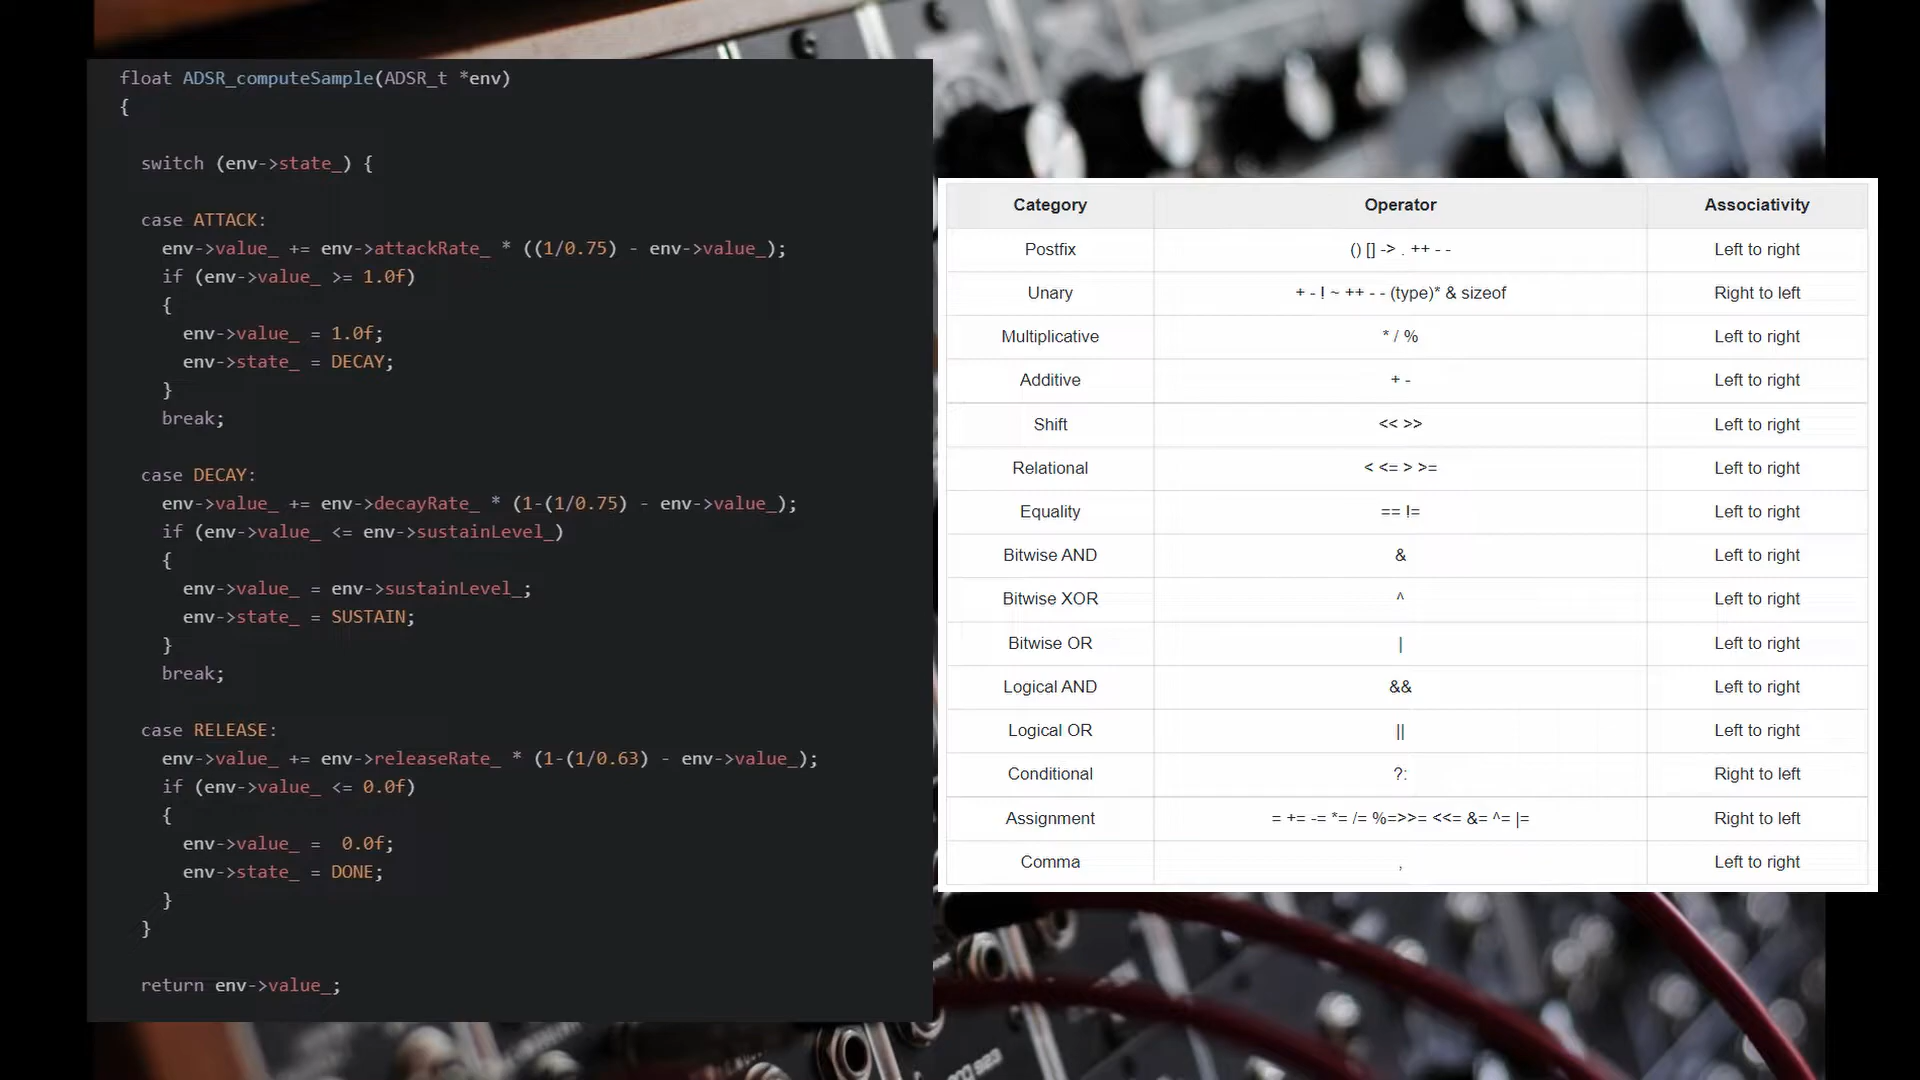 float ADSR_computeSample(ADSR_t *env)
{
switch (env->state_) {
case ATTACK:
env->value_ += env->attackRate_ * ((1/0.75) - env->value_);
if (env->value_ >= 1.0f)
{
env->value_ = 1.0f;
env->state_ = DECAY;
}
break;
case DECAY:
env->value_ += env->decayRate_ * (1-(1/0.75) - env->value_);
if (env->value_ <= env->sustainLevel_)
{
env->value_ = env->sustainLevel_;
env->state_ = SUSTAIN;
}
break;
case RELEASE:
env->value_ += env->releaseRate_ * (1-(1/0.63) - env->value_);
if (env->value_ <= 0.0f)
{
env->value_ =  0.0f;
env->state_ = DONE;
}
}
return env->value_;
Category Operator Associativity
Postfix () [] -> . ++ - - Left to right
Unary + - ! ~ ++ - - (type)* & sizeof Right to left
Multiplicative * / % Left to right
Additive + - Left to right
Shift << >> Left to right
Relational < <= > >= Left to right
Equality == != Left to right
Bitwise AND & Left to right
Bitwise XOR ^ Left to right
Bitwise OR | Left to right
Logical AND && Left to right
Logical OR || Left to right
Conditional ?: Right to left
Assignment = += -= *= /= %=>>= <<= &= ^= |= Right to left
Comma , Left to right